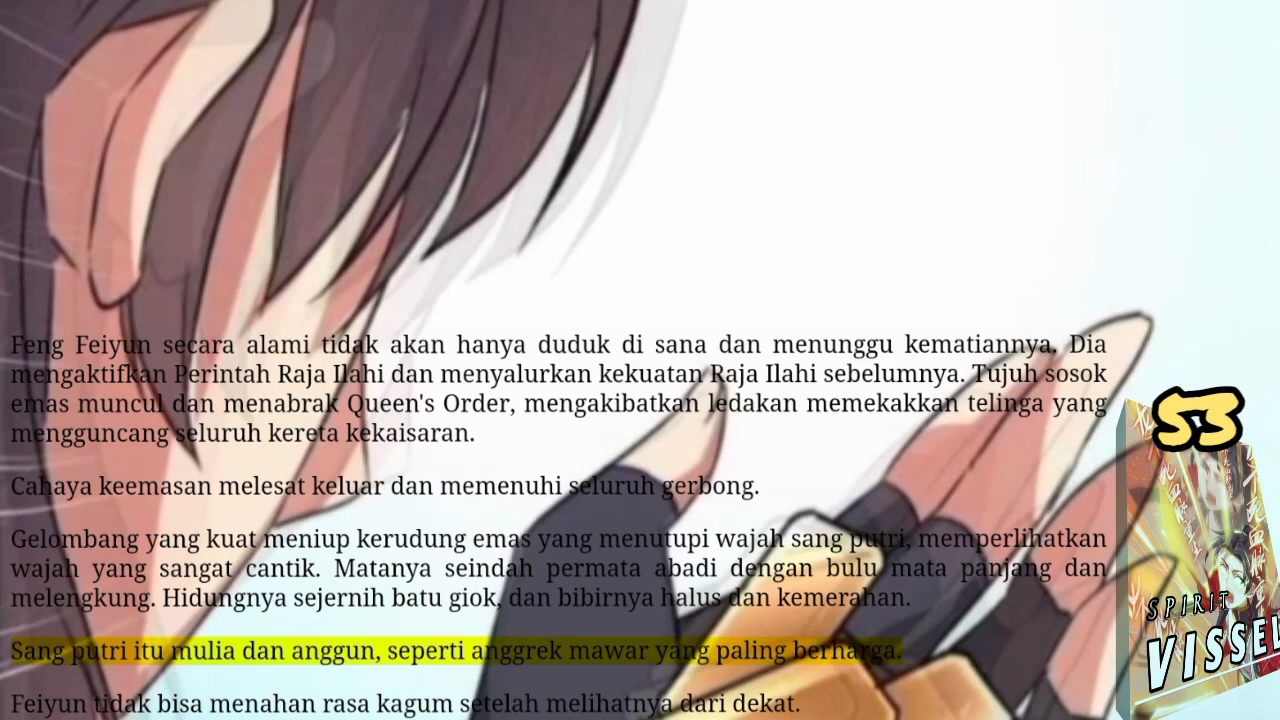 Feng Feiyun secara alami tidak akan hanya duduk di sana dan menunggu kematiannya. Dia
mengaktifkan Perintah Raja Ilahi dan menyalurkan kekuatan Raja Ilahi sebelumnya. Tujuh sosok
emas muncul dan menabrak Queen's Order, mengakibatkan ledakan memekakkan telinga yang
mengguncang seluruh kereta kekaisaran.
Cahaya keemasan melesat keluar dan memenuhi seluruh gerbong.
Gelombang yang kuat meniup kerudung emas yang menutupi wajah sang putri, memperlihatkan
wajah yang sangat cantik. Matanya seindah permata abadi dengan bulu mata panjang dan
melengkung. Hidungnya sejernih batu giok, dan bibirnya halus dan kemerahan.
Sang putri itu mulia dan anggun, seperti anggrek mawar yang paling berharga.
Feiyun tidak bisa menahan rasa kagum setelah melihatnya dari dekat.
53
SPIRIT
VISSEL